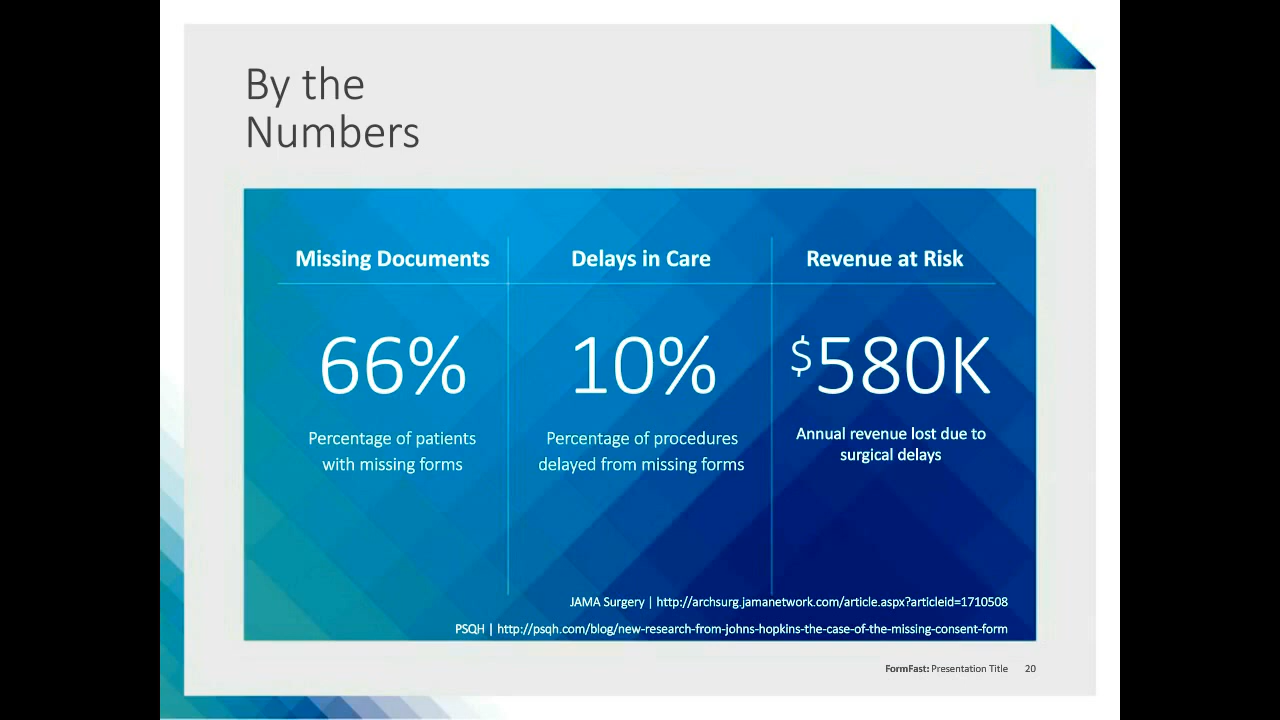 By the
Numbers
Missing Documents
Delays in Care
Revenue at Risk
66%
10%
$580K
Percentage of patients
with missing forms
Percentage of procedures
delayed from missing forms
Annual revenue lost due to
surgical delays
JAMA Surgery | http://archsurg.jamanetwork.com/article.aspx?articleid=1710508
PSQH | http://psqh.com/blog/new-research-from-johns-hopkins-the-case-of-the-missing-consent-form
FormFast: Presentation Title 20